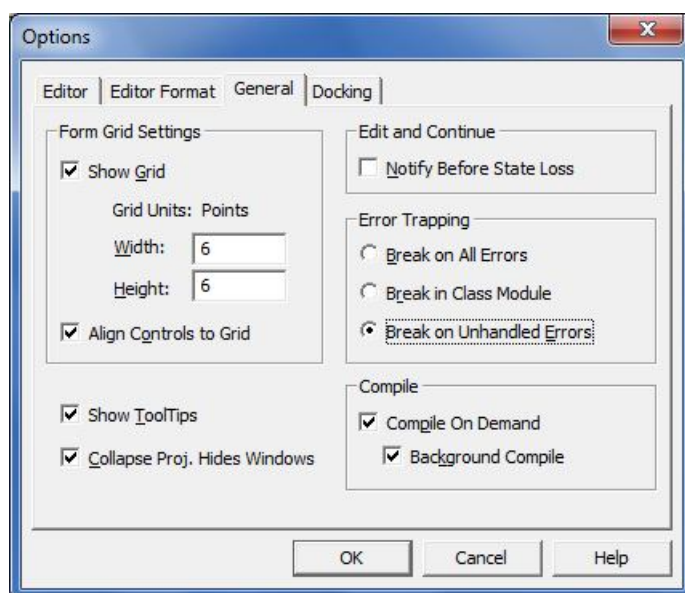 Options
Editor
Editor Format
General
Docking
Form Grid Settings
Show Grid
Grid Units: Points
Width:
6
Height:
6
Align Controls to Grid
Show ToolTips
Collapse Proj. Hides Windows
Edit and Continue
Notify Before State Loss
Error Trapping
Break on All Errors
Break in Class Module
Break on Unhandled Errors
Compile
Compile On Demand
Background Compile
OK
Cancel
Help